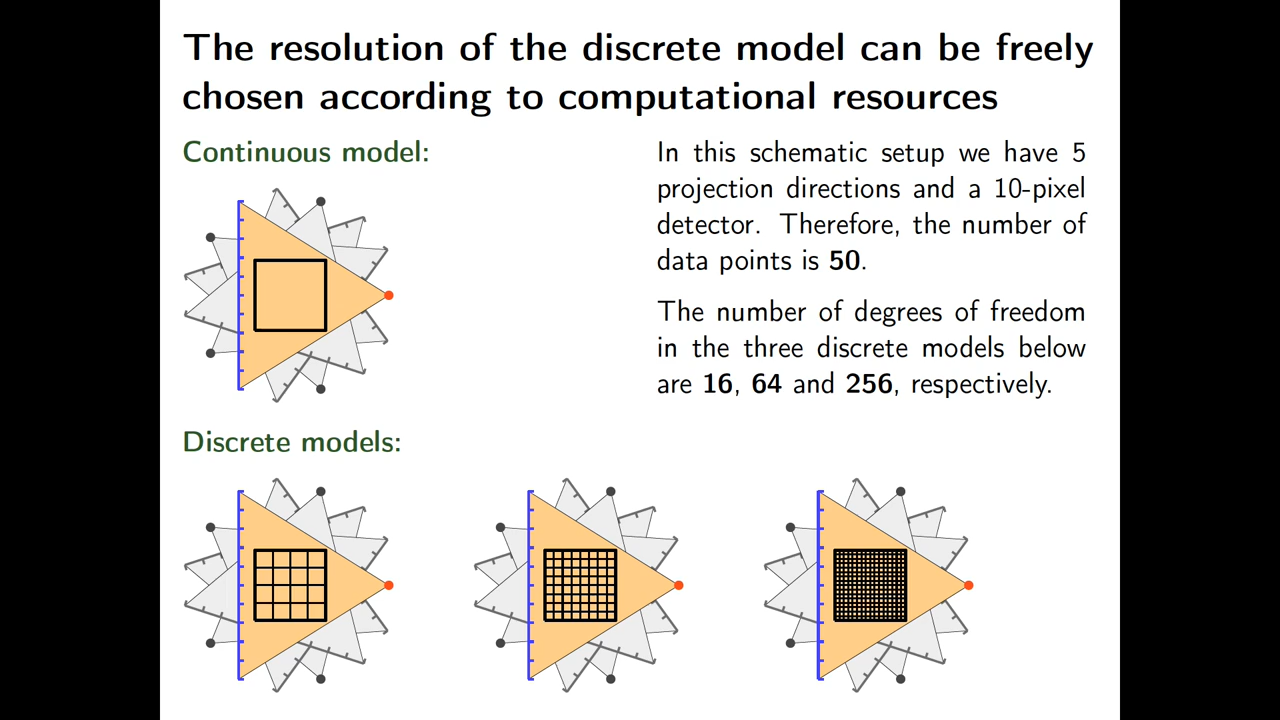 The resolution of the discrete model can be freely
chosen according to computational resources
Continuous model:
In this schematic setup we have 5
projection directions and a 10-pixel
detector. Therefore, the number of
data points is 50.
The number of degrees of freedom
in the three discrete models below
are 16, 64 and 256, respectively.
Discrete models: